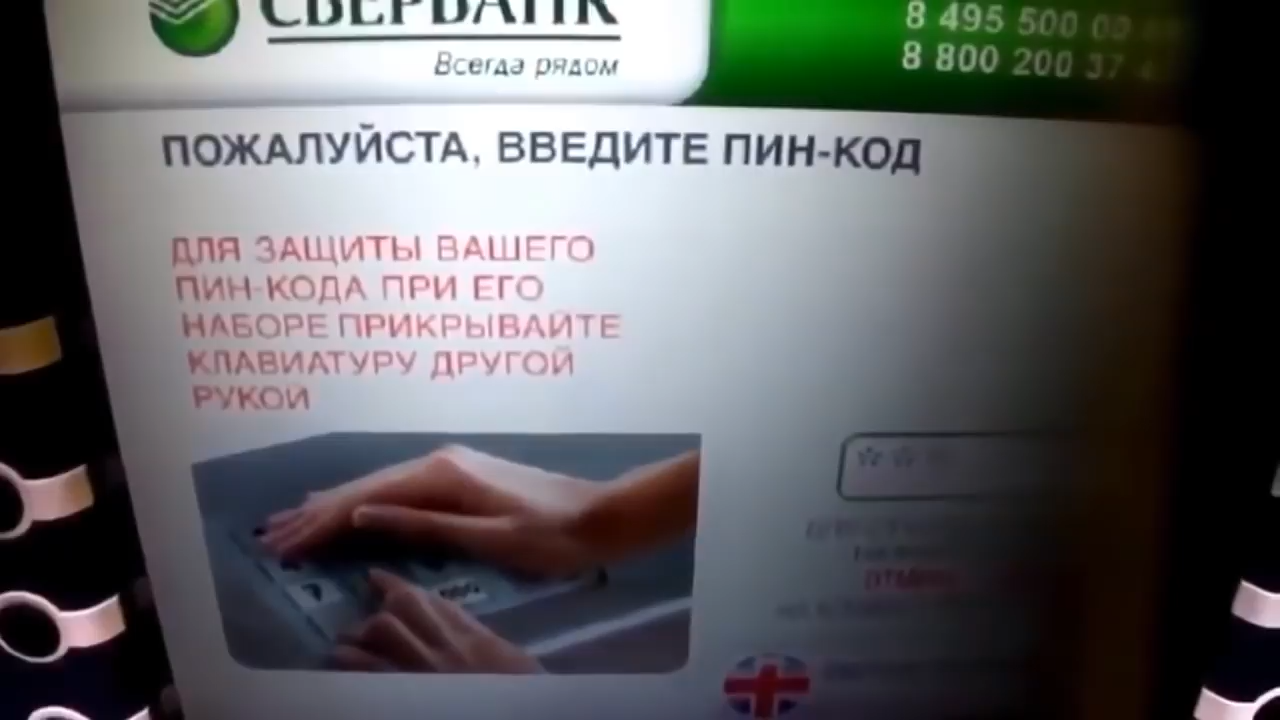 СБЕРБАНК
Всегда рядом
8 495 500
8 800 200 37
ПОЖАЛУЙСТА, ВВЕДИТЕ ПИН-КОД
ДЛЯ ЗАЩИТЫ ВАШЕГО
ПИН-КОДА ПРИ ЕГО
НАБОРЕ ПРИКРЫВАЙТЕ
КЛАВИАТУРУ ДРУГОЙ
РУКОЙ